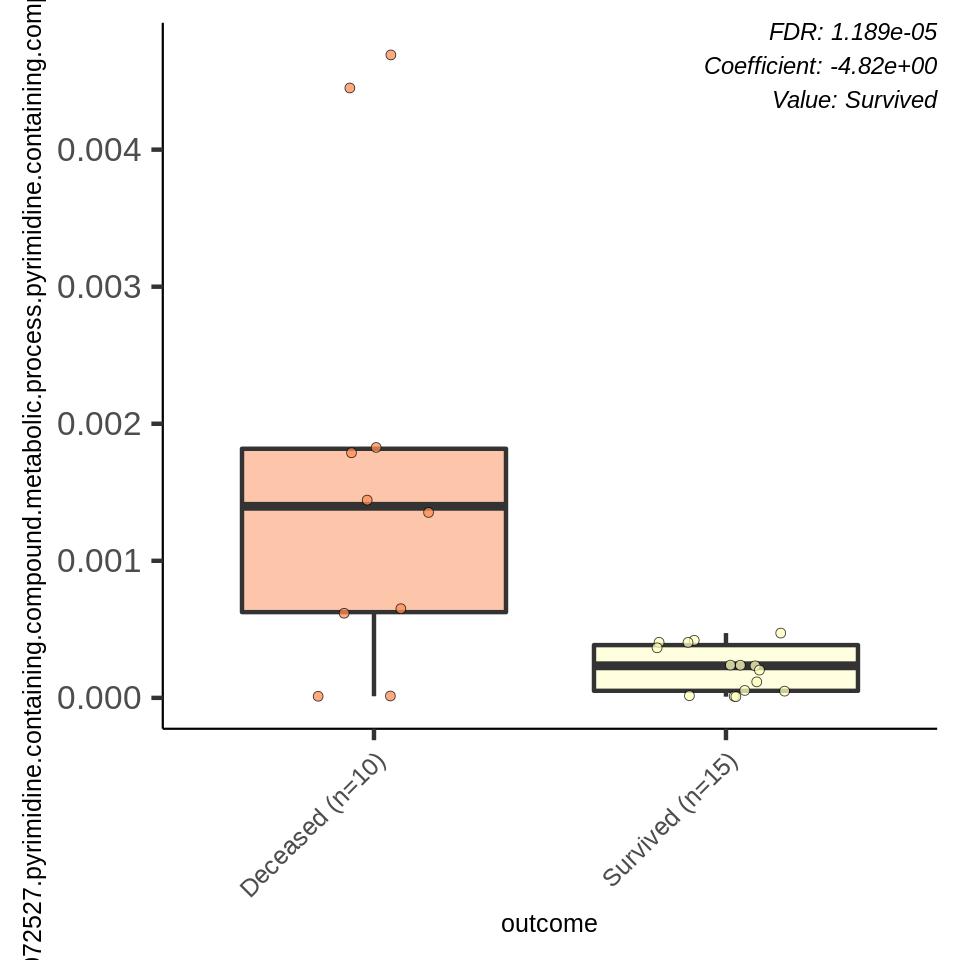 FDR: 1.189e-05
Coefficient: -4.82e+00
Value: Survived
072527.pyrimidine.containing.compound.metabolic.process.pyrimidine.containing.com
0.004
0.003
0.002
0.001
0.000
Deceased (n=10)
Survived (n=15)
outcome